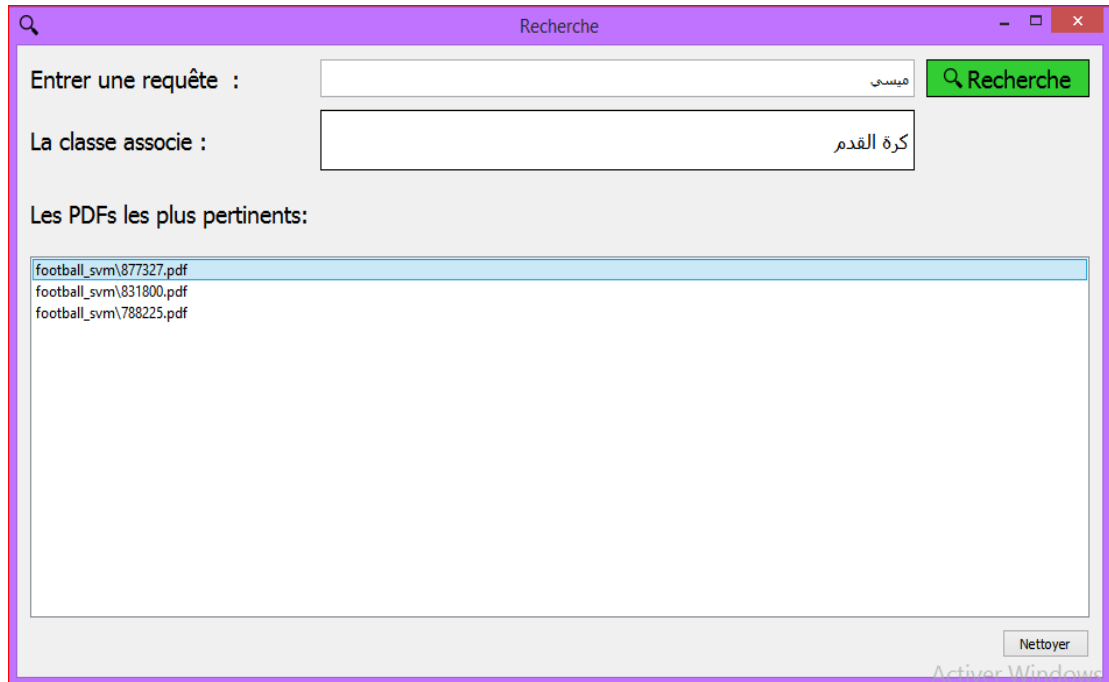 Recherche
Entrer une requête : ميسي Recherche
La classe associe : كرة القدم
Les PDFs les plus pertinents:
football_svm\877327.pdf
football_svm\831800.pdf
football_svm\788225.pdf
Nettoyer
Activer Windows